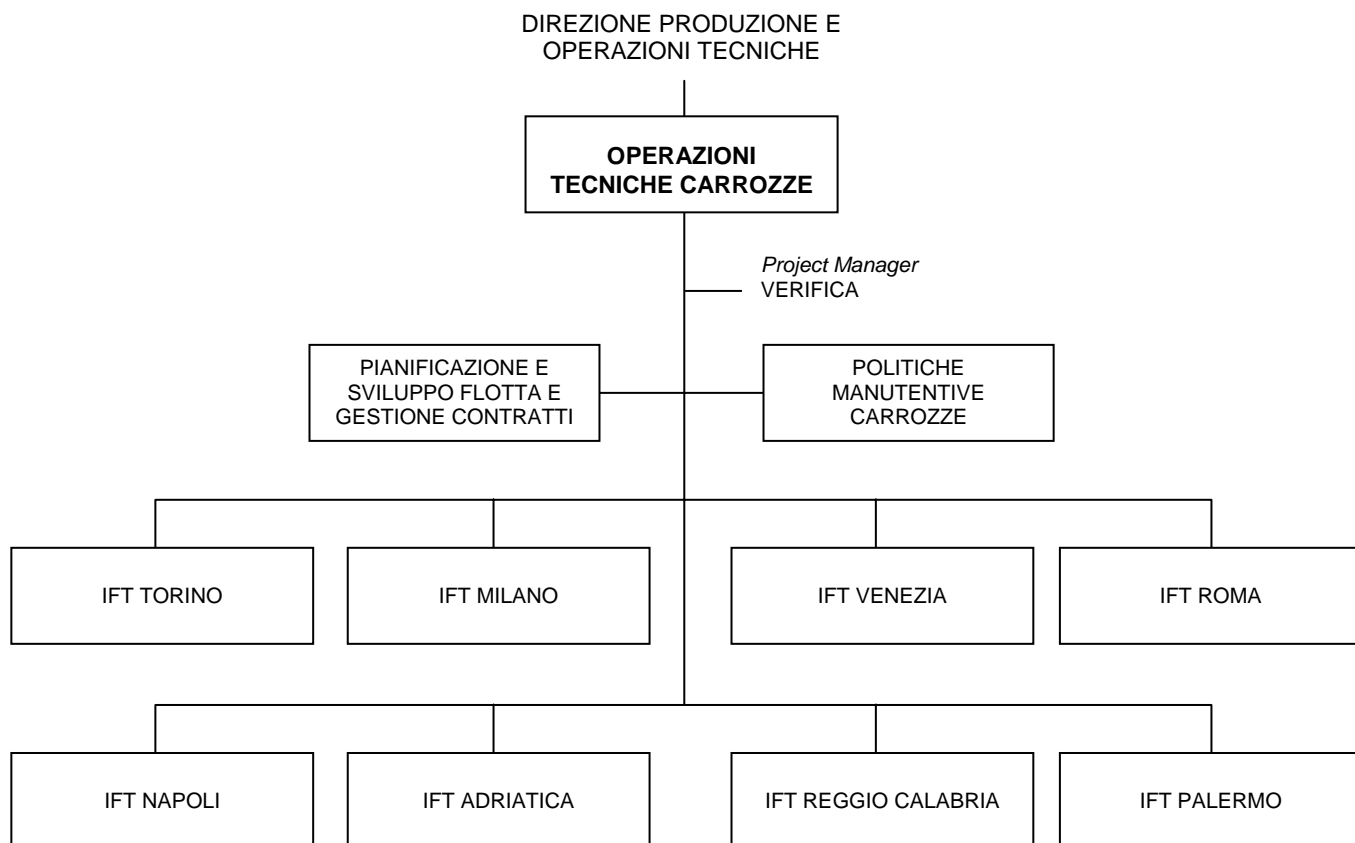 DIREZIONE PRODUZIONE E
OPERAZIONI TECNICHE
OPERAZIONI
TECNICHE CARROZZE
Project Manager
VERIFICA
PIANIFICAZIONE E
SVILUPPO FLOTTA E
GESTIONE CONTRATTI
POLITICHE
MANUTENTIVE
CARROZZE
IFT TORINO
IFT MILANO
IFT VENEZIA
IFT ROMA
IFT NAPOLI
IFT ADRIATICA
IFT REGGIO CALABRIA
IFT PALERMO